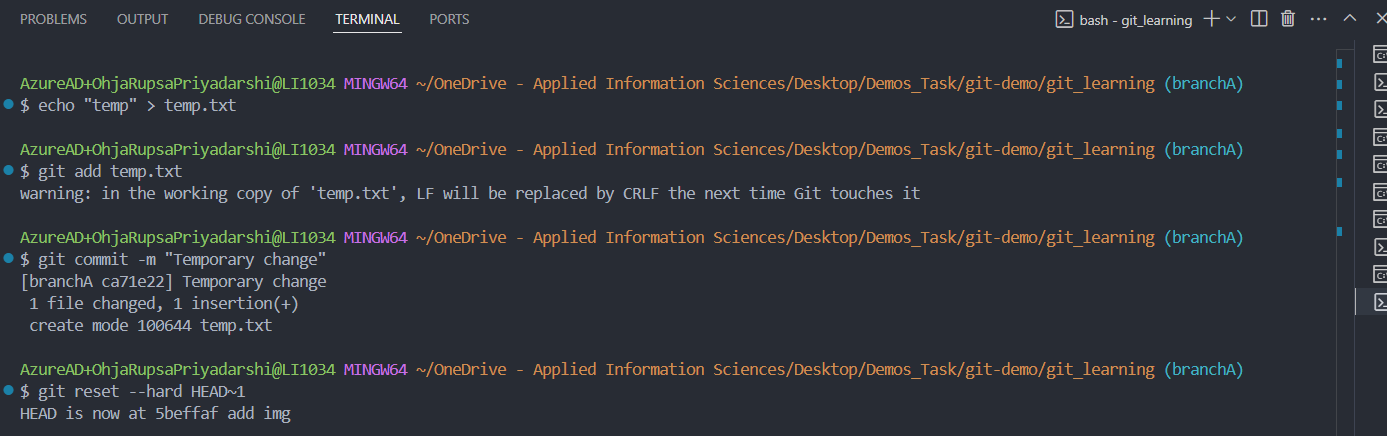 PROBLEMS OUTPUT DEBUG CONSOLE TERMINAL PORTS bash - git_learning
AzureAD+OhjaRupsaPriyadarshi@LI1034 MINGW64 ~/OneDrive - Applied Information Sciences/Desktop/Demos_Task/git-demo/git_learning (branchA)
$ echo "temp" > temp.txt
AzureAD+OhjaRupsaPriyadarshi@LI1034 MINGW64 ~/OneDrive - Applied Information Sciences/Desktop/Demos_Task/git-demo/git_learning (branchA)
$ git add temp.txt
warning: in the working copy of 'temp.txt', LF will be replaced by CRLF the next time Git touches it
AzureAD+OhjaRupsaPriyadarshi@LI1034 MINGW64 ~/OneDrive - Applied Information Sciences/Desktop/Demos_Task/git-demo/git_learning (branchA)
$ git commit -m "Temporary change"
[branchA ca71e22] Temporary change
 1 file changed, 1 insertion(+)
 create mode 100644 temp.txt
AzureAD+OhjaRupsaPriyadarshi@LI1034 MINGW64 ~/OneDrive - Applied Information Sciences/Desktop/Demos_Task/git-demo/git_learning (branchA)
$ git reset --hard HEAD~1
HEAD is now at 5beffaf add img